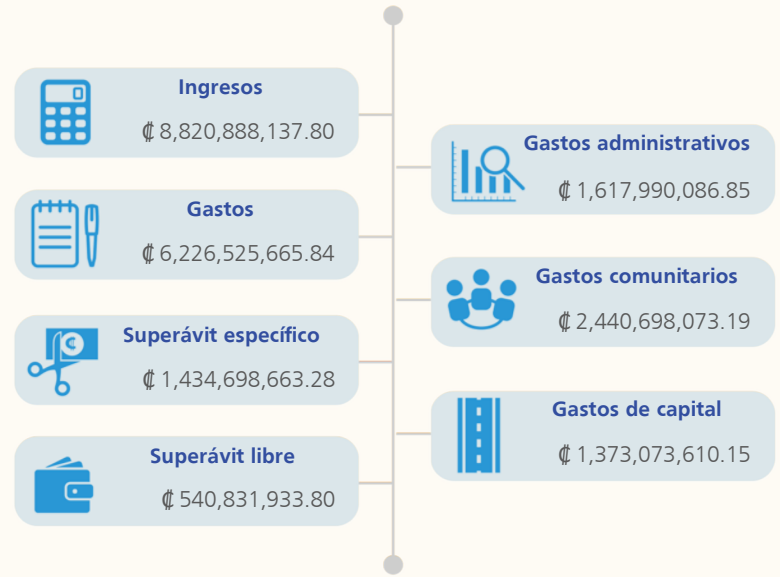 Ingresos
₡ 8,820,888,137.80
Gastos
₡ 6,226,525,665.84
Superávit específico
₡ 1,434,698,663.28
Superávit libre
₡ 540,831,933.80
Gastos administrativos
₡ 1,617,990,086.85
Gastos comunitarios
₡ 2,440,698,073.19
Gastos de capital
₡ 1,373,073,610.15